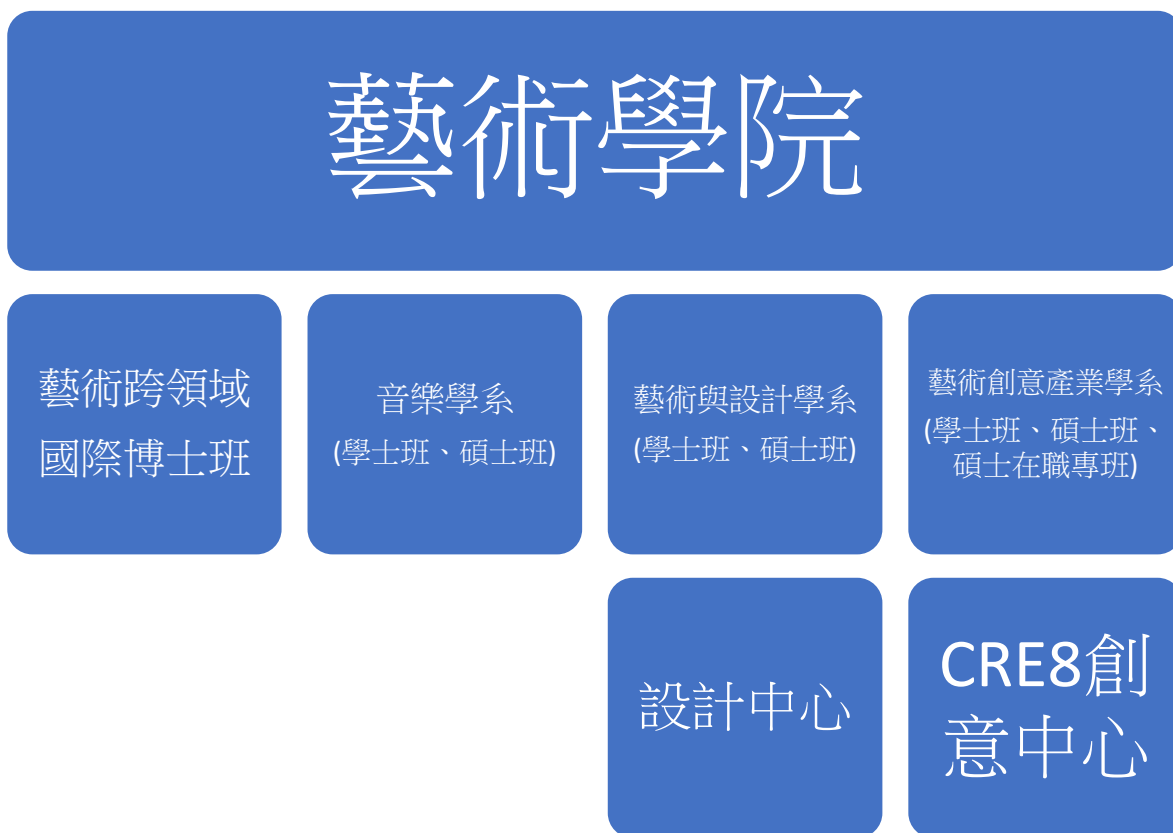 藝術學院
藝術跨領域
國際博士班
音樂學系
(學士班、碩士班)
藝術與設計學系
(學士班、碩士班)
藝術創意產業學系
(學士班、碩士班、
碩士在職專班)
設計中心
CRE8創
意中心